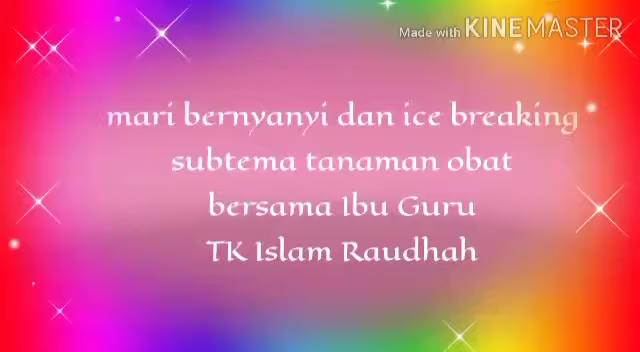 Made with KINEMASTER
mari bernyanyi dan ice breaking
subtema tanaman obat
bersama Ibu Guru
TK Islam Raudhah